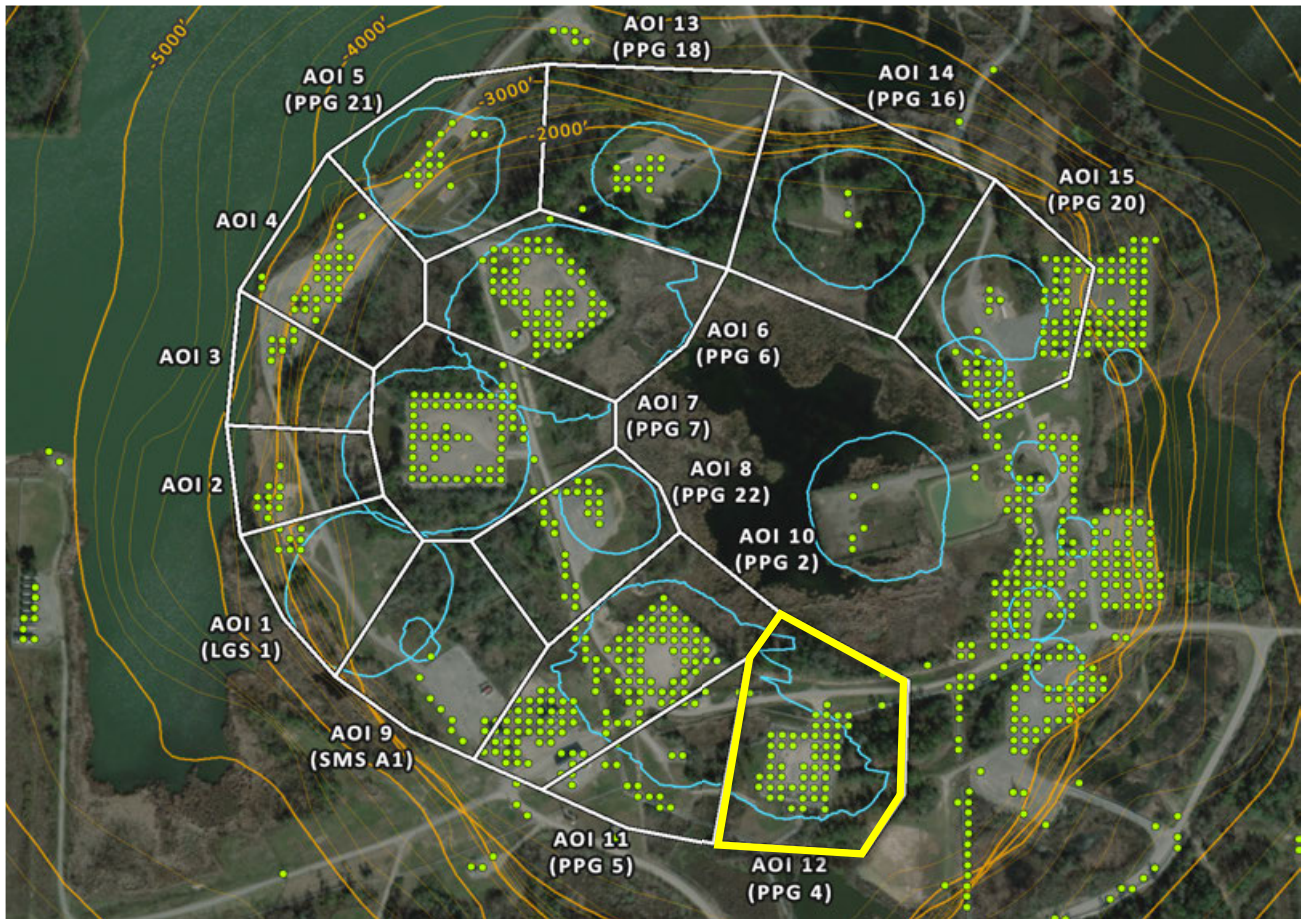 AOI 13
(PPG 18)
-5000'
-4000'
AOI 5
(PPG 21)
AOI 14
(PPG 16)
-3000'
-2000'
AOI 15
(PPG 20)
AOI 4
AOI 3
AOI 6
(PPG 6)
AOI 7
(PPG 7)
AOI 2
AOI 8
(PPG 22)
AOI 10
(PPG 2)
AOI 1
(LGS 1)
AOI 9
(SMS A1)
AOI 11
(PPG 5)
AOI 12
(PPG 4)